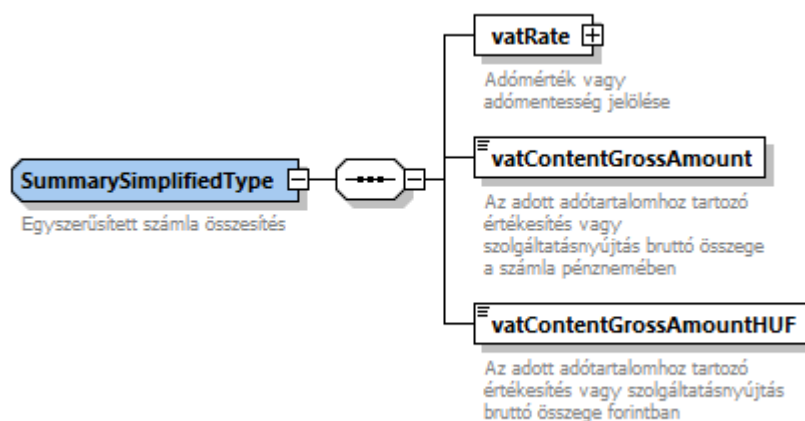 vatRate
Adómérték vagy
adómentesség jelölése
vatContentGrossAmount
SummarySimplifiedType
Egyszerűsített számla összesítés
Az adott adótartalomhoz tartozó
értékesítés vagy
szolgáltatásnyújtás bruttó összege
a számla pénznemében
vatContentGrossAmountHUF
Az adott adótartalomhoz tartozó
értékesítés vagy szolgáltatásnyújtás
bruttó összege forintban